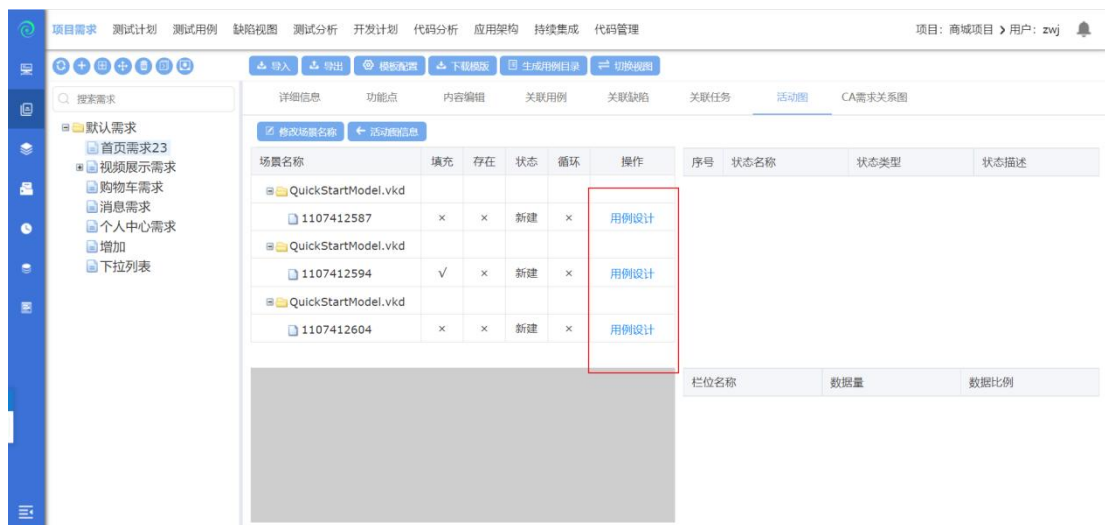 项目需求 测试计划 测试用例 缺陷视图 测试分析 开发计划 代码分析 应用架构 持续集成 代码管理 项目：商城项目 用户：zwj
导入 导出 模板配置 下载模版 生成用例目录 切换视图
搜索需求
详细信息 功能点 内容编辑 关联用例 关联缺陷 关联任务 活动图 CA需求关系图
默认需求
首页需求23
视频展示需求
购物车需求
消息需求
个人中心需求
增加
下拉列表
修改场景名称 活动图信息
场景名称 填充 存在 状态 循环 操作
QuickStartModel.vkd
1107412587 × × 新建 × 用例设计
QuickStartModel.vkd
1107412594 √ × 新建 × 用例设计
QuickStartModel.vkd
1107412604 × × 新建 × 用例设计
序号 状态名称 状态类型 状态描述
栏位名称 数据量 数据比例